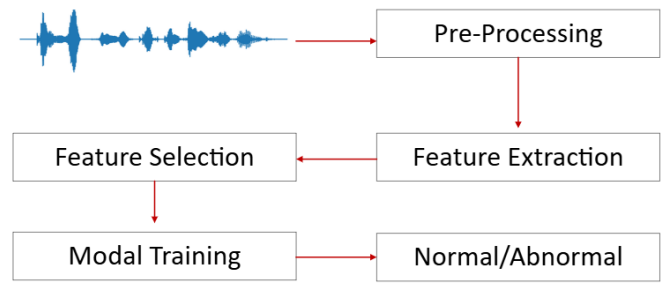 Pre-Processing
Feature Extraction
Feature Selection
Modal Training
Normal/Abnormal